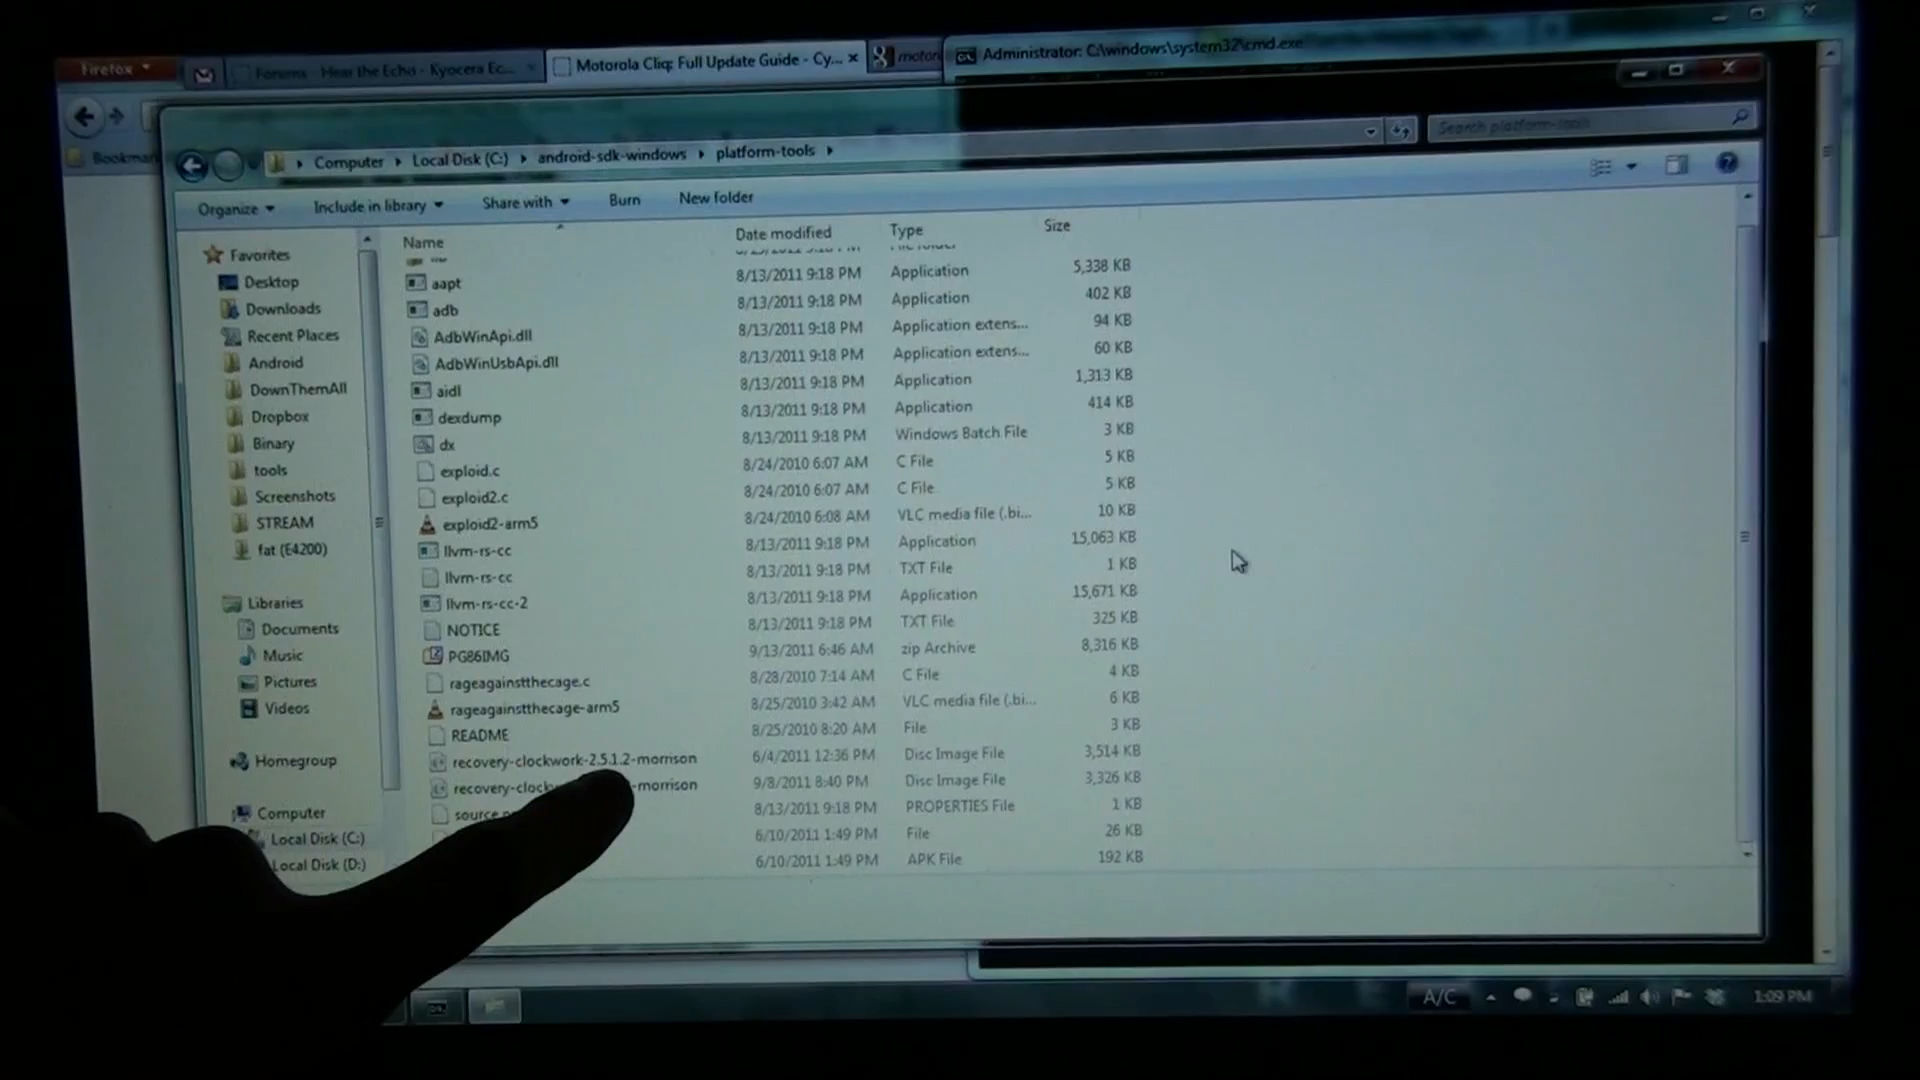 Firefox
Forums - Hear the Echo - Kyocera Ec...
Motorola Cliq: Full Update Guide - Cy...
motor
Administrator: C:\windows\system32\cmd.exe
Bookmar
Computer
Local Disk (C:)
android-sdk-windows
platform-tools
Search platform-tools
Organize
Include in library
Share with
Burn
New folder
Name
Date modified
Type
Size
Favorites
Desktop
Downloads
Recent Places
Android
DownThemAll
Dropbox
Binary
tools
Screenshots
STREAM
fat (E4200)
Libraries
Documents
Music
Pictures
Videos
Homegroup
Computer
Local Disk (C:)
Local Disk (D:)
aapt 8/13/2011 9:18 PM Application 5,338 KB
adb 8/13/2011 9:18 PM Application 402 KB
AdbWinApi.dll 8/13/2011 9:18 PM Application extens... 94 KB
AdbWinUsbApi.dll 8/13/2011 9:18 PM Application extens... 60 KB
aidl 8/13/2011 9:18 PM Application 1,313 KB
dexdump 8/13/2011 9:18 PM Application 414 KB
dx 8/13/2011 9:18 PM Windows Batch File 3 KB
exploid.c 8/24/2010 6:07 AM C File 5 KB
exploid2.c 8/24/2010 6:07 AM C File 5 KB
exploid2-arm5 8/24/2010 6:08 AM VLC media file (.bi... 10 KB
llvm-rs-cc 8/13/2011 9:18 PM Application 15,063 KB
llvm-rs-cc 8/13/2011 9:18 PM TXT File 1 KB
llvm-rs-cc-2 8/13/2011 9:18 PM Application 15,671 KB
NOTICE 8/13/2011 9:18 PM TXT File 325 KB
PG86IMG 9/13/2011 6:46 AM zip Archive 8,316 KB
rageagainstthecage.c 8/28/2010 7:14 AM C File 4 KB
rageagainstthecage-arm5 8/25/2010 3:42 AM VLC media file (.bi... 6 KB
README 8/25/2010 8:20 AM File 3 KB
recovery-clockwork-2.5.1.2-morrison 6/4/2011 12:36 PM Disc Image File 3,514 KB
recovery-clock -morrison 9/8/2011 8:40 PM Disc Image File 3,326 KB
source 8/13/2011 9:18 PM PROPERTIES File 1 KB
6/10/2011 1:49 PM File 26 KB
6/10/2011 1:49 PM APK File 192 KB
A/C
1:09 PM